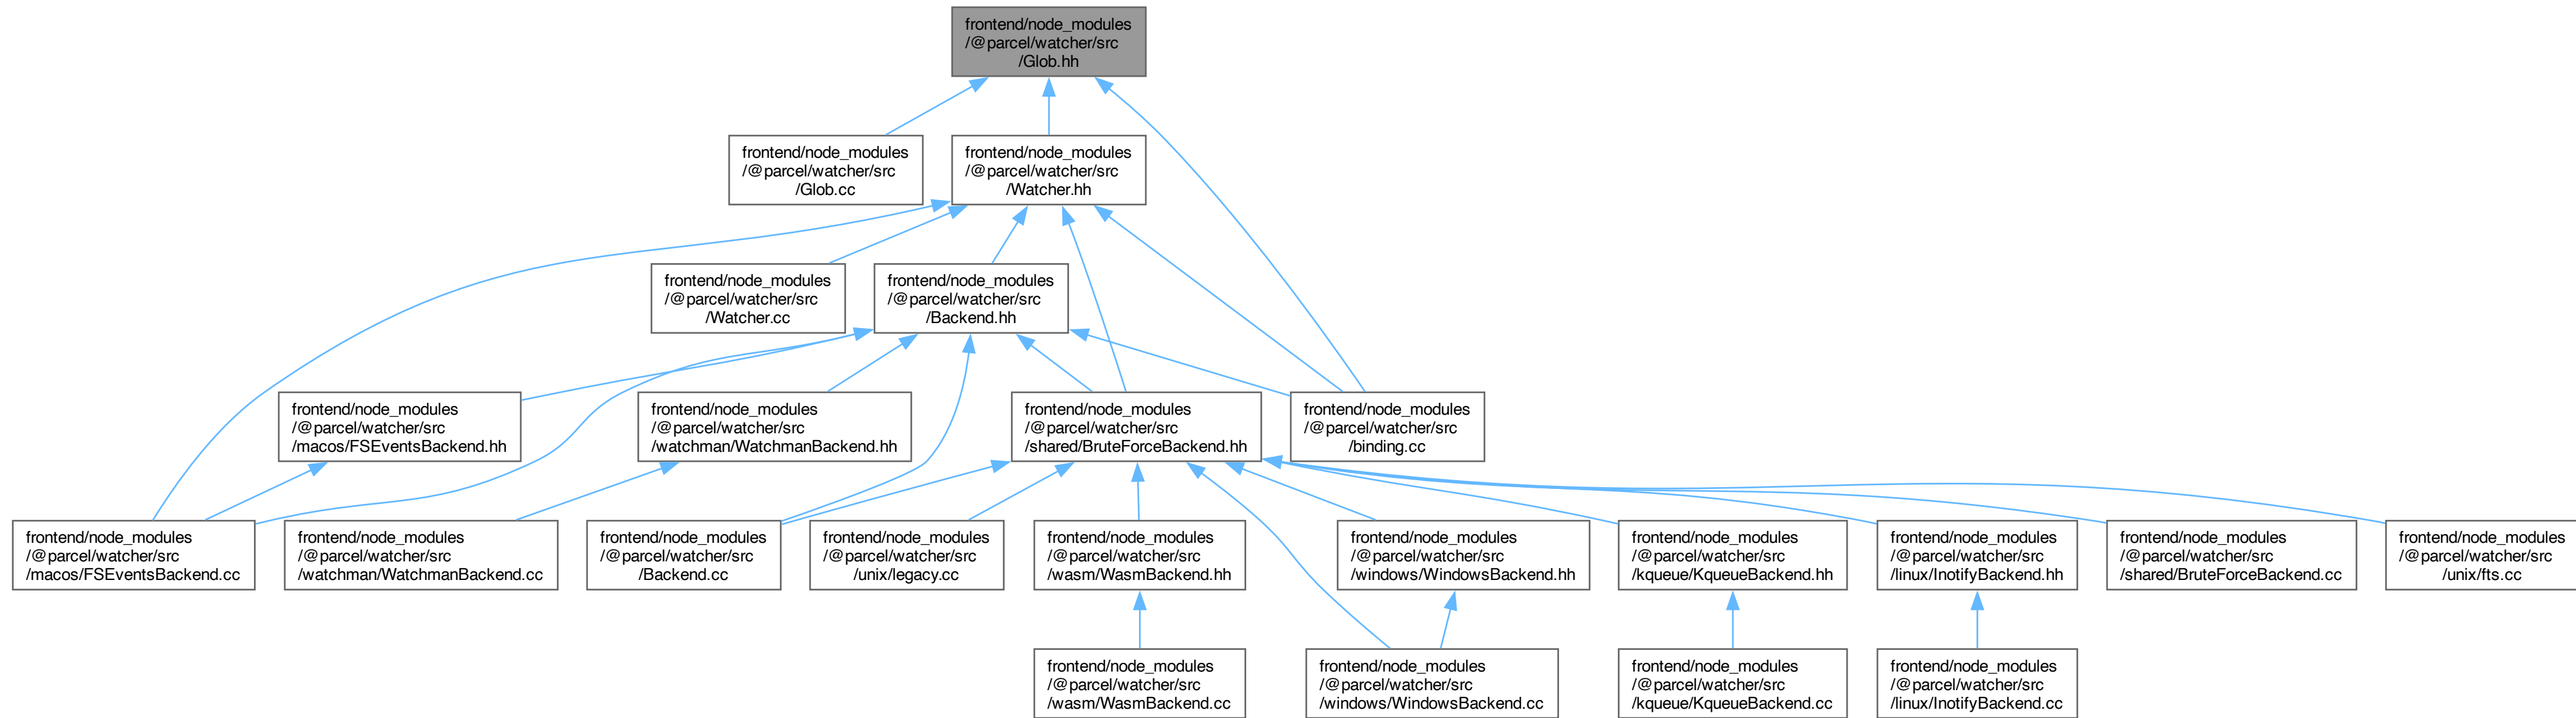 frontend/node_modules
/@parcel/watcher/src
/Glob.hh
frontend/node_modules
/@parcel/watcher/src
/Glob.cc
frontend/node_modules
/@parcel/watcher/src
/Watcher.hh
frontend/node_modules
/@parcel/watcher/src
/Watcher.cc
frontend/node_modules
/@parcel/watcher/src
/Backend.hh
frontend/node_modules
/@parcel/watcher/src
/macos/FSEventsBackend.hh
frontend/node_modules
/@parcel/watcher/src
/watchman/WatchmanBackend.hh
frontend/node_modules
/@parcel/watcher/src
/shared/BruteForceBackend.hh
frontend/node_modules
/@parcel/watcher/src
/binding.cc
frontend/node_modules
/@parcel/watcher/src
/macos/FSEventsBackend.cc
frontend/node_modules
/@parcel/watcher/src
/watchman/WatchmanBackend.cc
frontend/node_modules
/@parcel/watcher/src
/Backend.cc
frontend/node_modules
/@parcel/watcher/src
/unix/legacy.cc
frontend/node_modules
/@parcel/watcher/src
/wasm/WasmBackend.hh
frontend/node_modules
/@parcel/watcher/src
/windows/WindowsBackend.hh
frontend/node_modules
/@parcel/watcher/src
/kqueue/KqueueBackend.hh
frontend/node_modules
/@parcel/watcher/src
/linux/InotifyBackend.hh
frontend/node_modules
/@parcel/watcher/src
/shared/BruteForceBackend.cc
frontend/node_modules
/@parcel/watcher/src
/unix/fts.cc
frontend/node_modules
/@parcel/watcher/src
/wasm/WasmBackend.cc
frontend/node_modules
/@parcel/watcher/src
/windows/WindowsBackend.cc
frontend/node_modules
/@parcel/watcher/src
/kqueue/KqueueBackend.cc
frontend/node_modules
/@parcel/watcher/src
/linux/InotifyBackend.cc